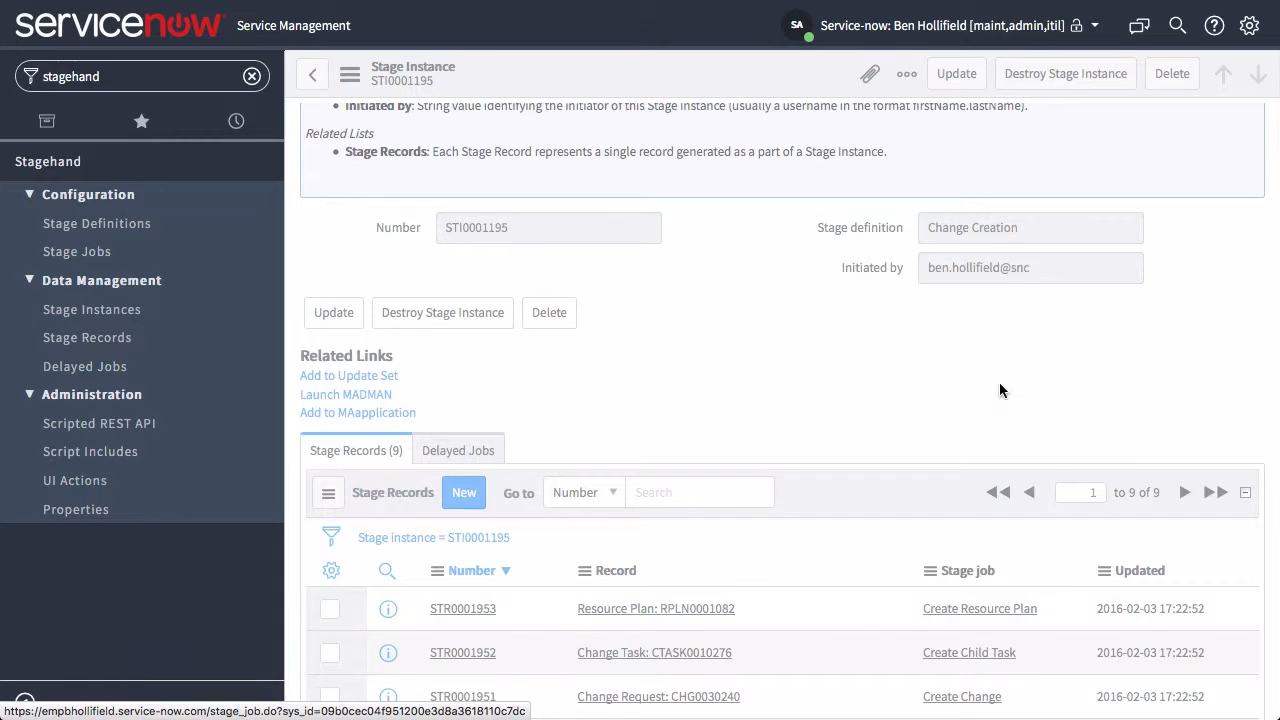 servicenow Service Management
SA Service-now: Ben Hollifield [maint,admin,itil]
stagehand
Stagehand
Configuration
Stage Definitions
Stage Jobs
Data Management
Stage Instances
Stage Records
Delayed Jobs
Administration
Scripted REST API
Script Includes
UI Actions
Properties
Stage Instance
STI0001195
Update Destroy Stage Instance Delete
• Initiated by: String value identifying the initiator of this Stage Instance (usually a username in the format firstName.lastName).
Related Lists
• Stage Records: Each Stage Record represents a single record generated as a part of a Stage Instance.
Number STI0001195 Stage definition Change Creation
Initiated by ben.hollifield@snc
Update Destroy Stage Instance Delete
Related Links
Add to Update Set
Launch MADMAN
Add to MAapplication
Stage Records (9) Delayed Jobs
Stage Records New Go to Number Search 1 to 9 of 9
Stage instance = STI0001195
Number Record Stage job Updated
STR0001953 Resource Plan: RPLN0001082 Create Resource Plan 2016-02-03 17:22:52
STR0001952 Change Task: CTASK0010276 Create Child Task 2016-02-03 17:22:52
STR0001951 Change Request: CHG0030240 Create Change 2016-02-03 17:22:52
https://empbhollifield.service-now.com/stage_job.do?sys_id=09b0cec04f951200e3d8a3618110c7dc